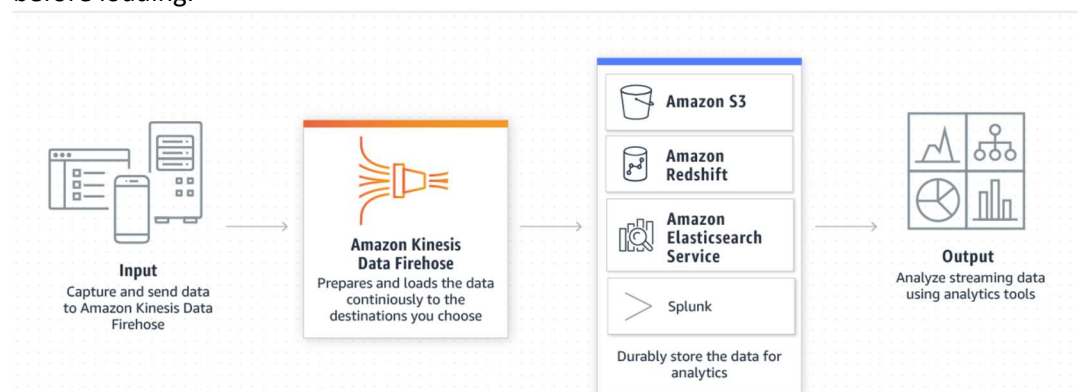 before loading.
Input
Capture and send data
to Amazon Kinesis Data
Firehose
Amazon Kinesis
Data Firehose
Prepares and loads the data
continiously to the
destinations you choose
Amazon S3
Amazon
Redshift
Amazon
Elasticsearch
Service
Splunk
Durably store the data for
analytics
Output
Analyze streaming data
using analytics tools